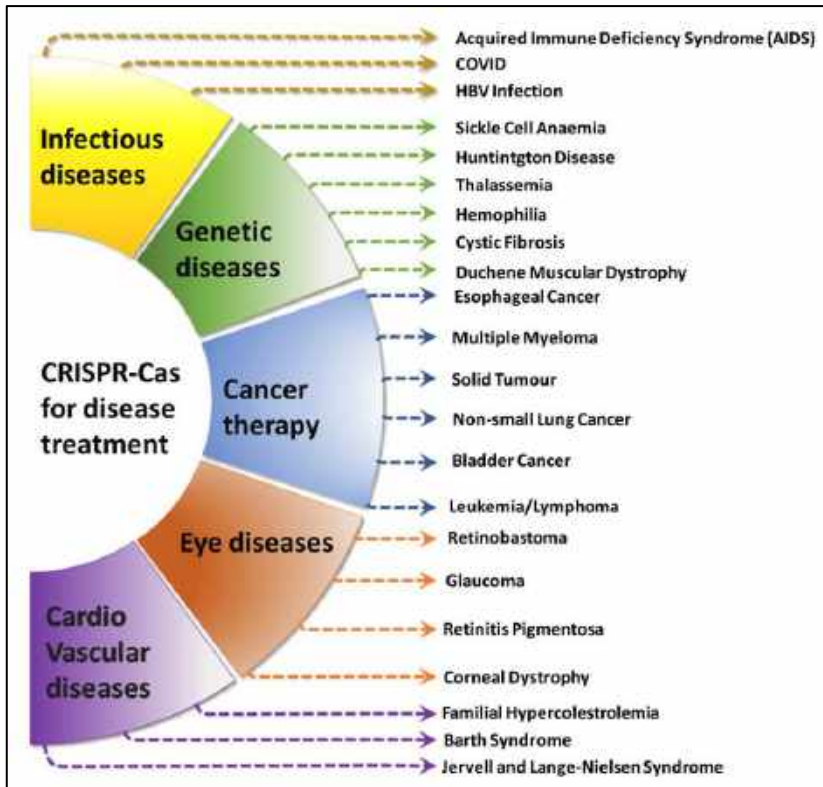 Acquired Immune Deficiency Syndrome (AIDS)
COVID
HBV Infection
Infectious
diseases
Sickle Cell Anaemia
Huntintgton Disease
Thalassemia
Hemophilia
Cystic Fibrosis
Duchene Muscular Dystrophy
Genetic
diseases
Esophageal Cancer
Multiple Myeloma
Solid Tumour
Non-small Lung Cancer
Bladder Cancer
Leukemia/Lymphoma
Cancer
therapy
CRISPR-Cas
for disease
treatment
Eye diseases
Retinobastoma
Glaucoma
Retinitis Pigmentosa
Corneal Dystrophy
Cardio
Vascular
diseases
Familial Hypercolestrolemia
Barth Syndrome
Jervell and Lange-Nielsen Syndrome